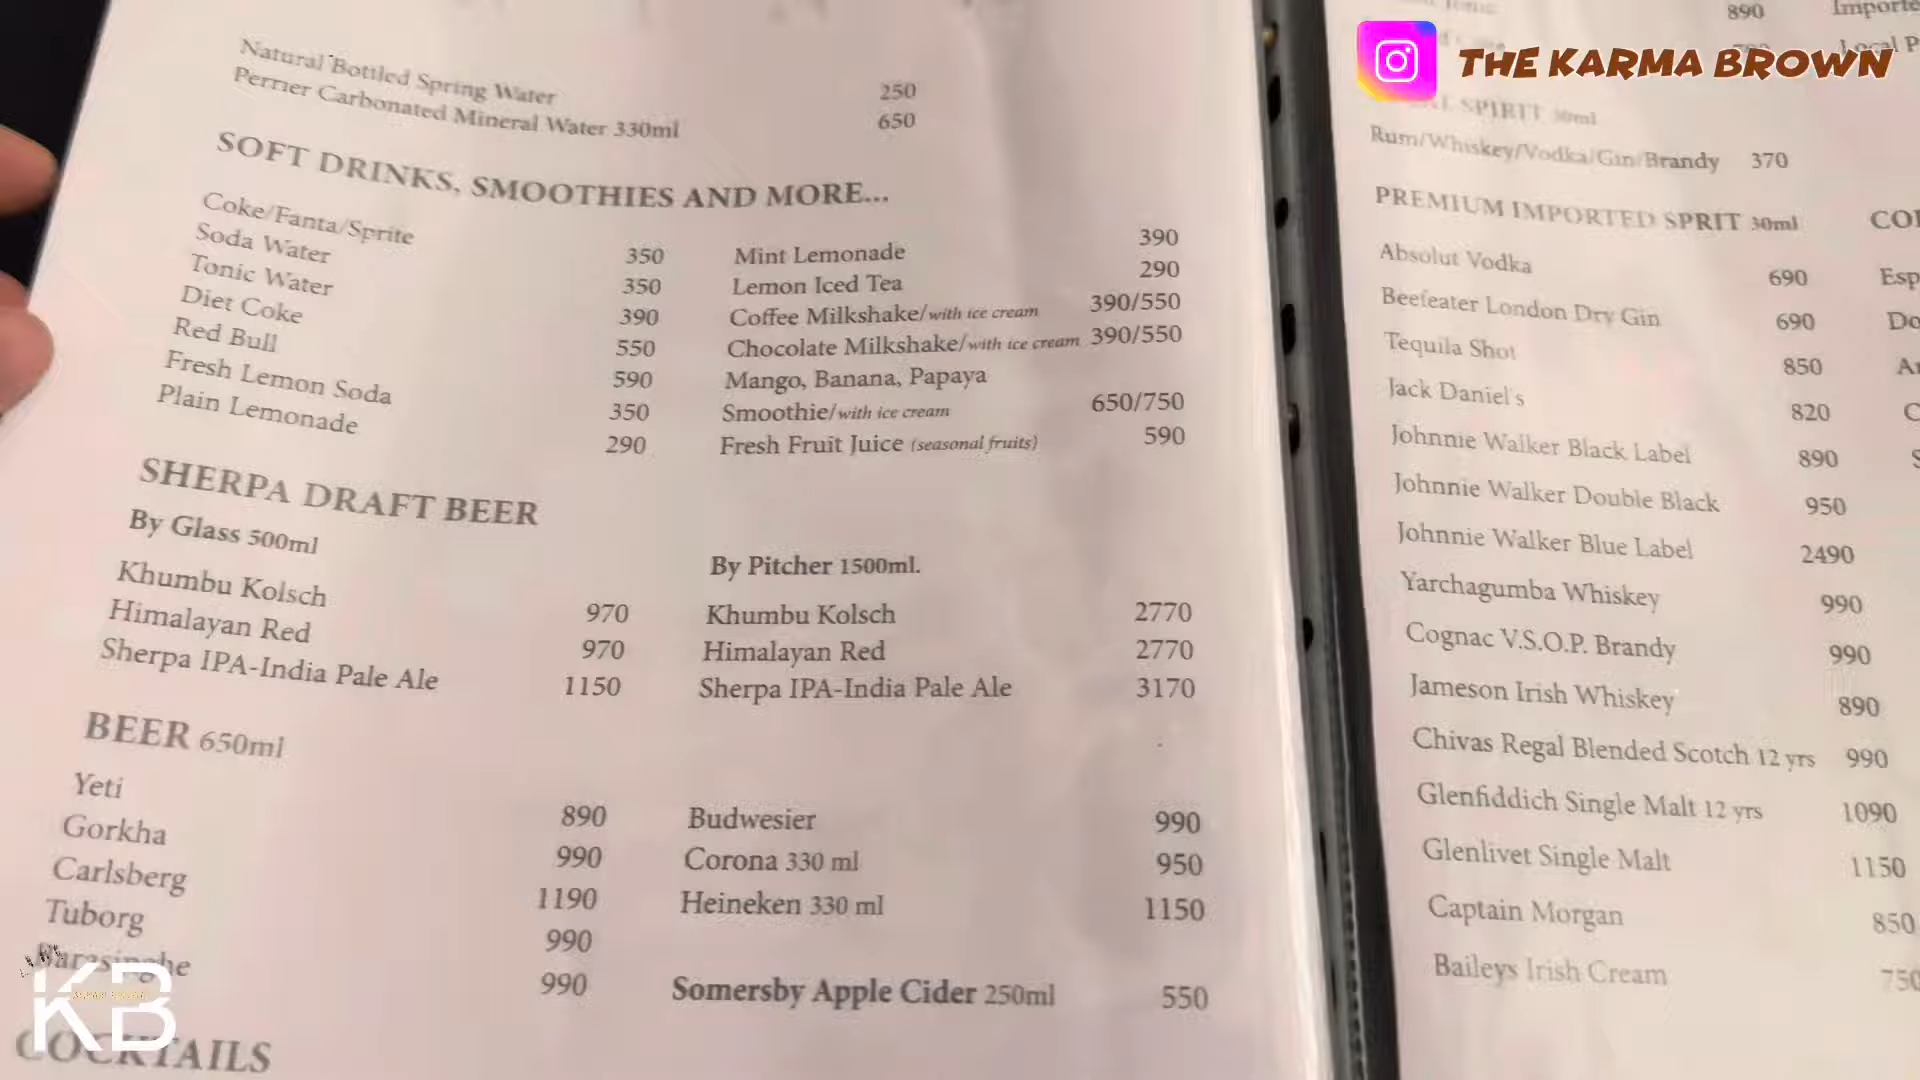 Natural Bottled Spring Water 250
Perrier Carbonated Mineral Water 330ml 650
SOFT DRINKS, SMOOTHIES AND MORE...
Coke/Fanta/Sprite 350
Soda Water 350
Tonic Water 390
Diet Coke 550
Red Bull 590
Fresh Lemon Soda 350
Plain Lemonade 290
Mint Lemonade 390
Lemon Iced Tea 290
Coffee Milkshake/with ice cream 390/550
Chocolate Milkshake/with ice cream 390/550
Mango, Banana, Papaya
Smoothie/with ice cream 650/750
Fresh Fruit Juice (seasonal fruits) 590
SHERPA DRAFT BEER
By Glass 500ml
Khumbu Kolsch 970
Himalayan Red 970
Sherpa IPA-India Pale Ale 1150
By Pitcher 1500ml.
Khumbu Kolsch 2770
Himalayan Red 2770
Sherpa IPA-India Pale Ale 3170
BEER 650ml
Yeti 890
Gorkha 990
Carlsberg 1190
Tuborg 990
Barasinghe 990
Budwesier 990
Corona 330 ml 950
Heineken 330 ml 1150
Somersby Apple Cider 250ml 550
COCKTAILS
KB
THE KARMA BROWN
890
SPIRIT 30ml
Rum/Whiskey/Vodka/Gin/Brandy 370
PREMIUM IMPORTED SPRIT 30ml
Absolut Vodka 690
Beefeater London Dry Gin 690
Tequila Shot 850
Jack Daniel's 820
Johnnie Walker Black Label 890
Johnnie Walker Double Black 950
Johnnie Walker Blue Label 2490
Yarchagumba Whiskey 990
Cognac V.S.O.P. Brandy 990
Jameson Irish Whiskey 890
Chivas Regal Blended Scotch 12 yrs 990
Glenfiddich Single Malt 12 yrs 1090
Glenlivet Single Malt 1150
Captain Morgan 850
Baileys Irish Cream 750